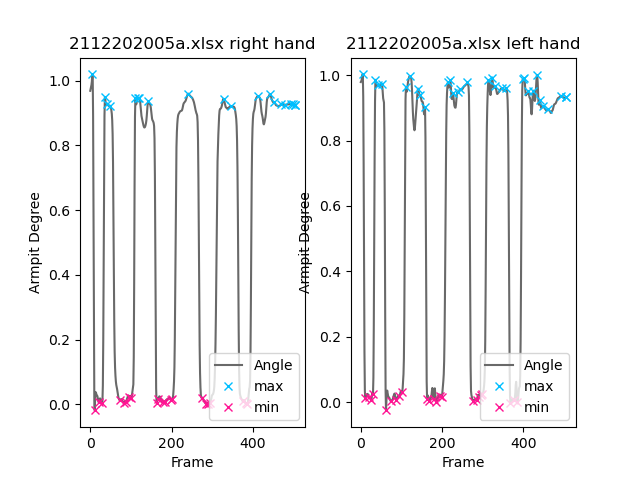 2112202005a.xlsx right hand
Armpit Degree
1.0
0.8
0.6
0.4
0.2
0.0
0
200
400
Frame
Angle
max
min
2112202005a.xlsx left hand
Armpit Degree
1.0
0.8
0.6
0.4
0.2
0.0
0
200
400
Frame
Angle
max
min